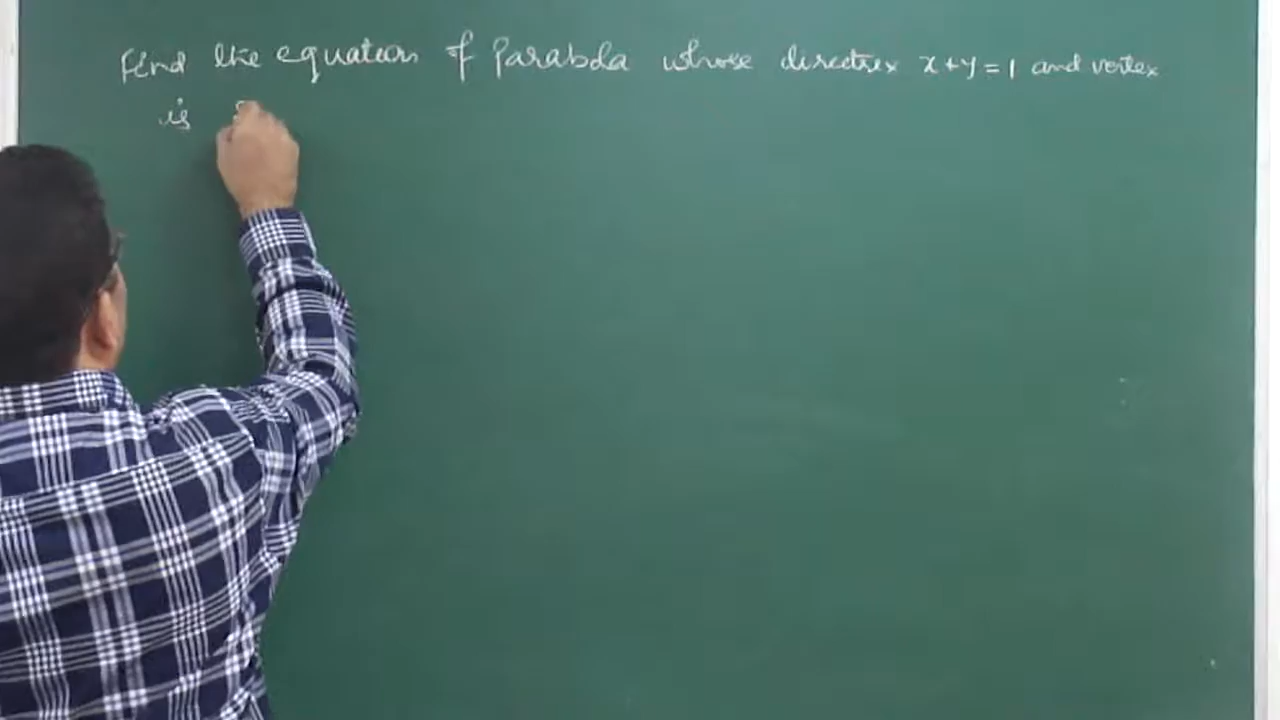 Find the equation of Parabola whose directrix x+y=1 and vertex
is